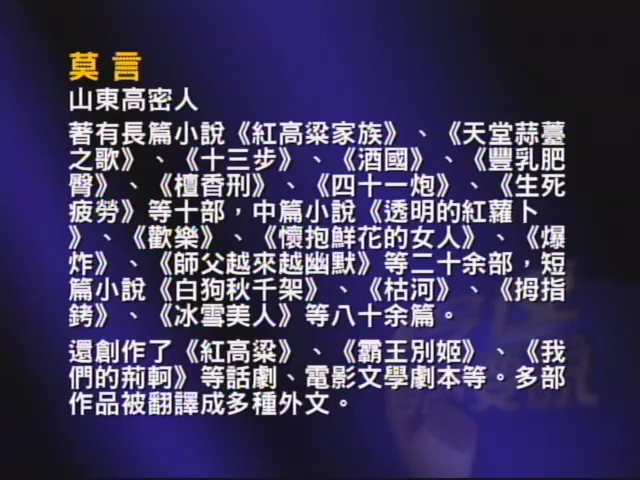 莫言
山東高密人
著有長篇小說《紅高粱家族》、《天堂蒜薹
之歌》、《十三步》、《酒國》、《豐乳肥
臀》、《檀香刑》、《四十一炮》、《生死
疲勞》等十部，中篇小說《透明的紅蘿卜
》、《歡樂》、《懷抱鮮花的女人》、《爆
炸》、《師父越來越幽默》等二十余部，短
篇小說《白狗秋千架》、《枯河》、《拇指
銬》、《冰雪美人》等八十余篇。
還創作了《紅高粱》、《霸王別姬》、《我
們的荊軻》等話劇、電影文學劇本等。多部
作品被翻譯成多種外文。